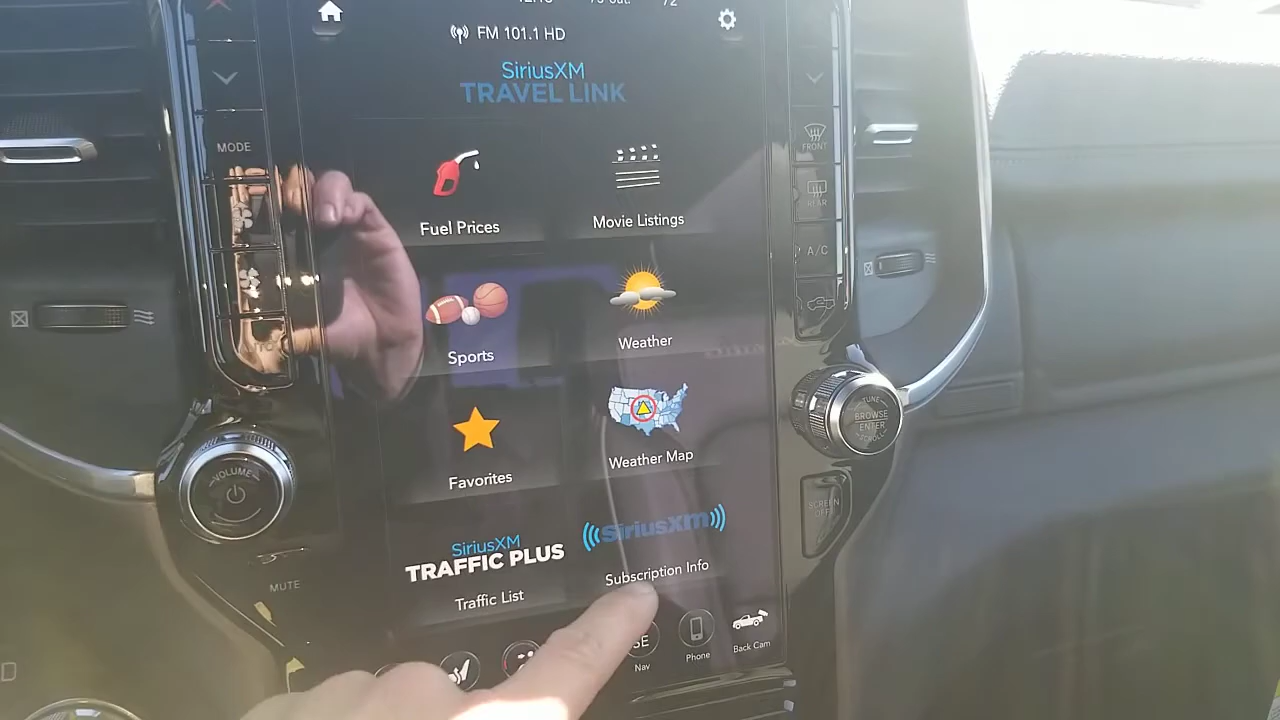 FM 101.1 HD
SiriusXM
TRAVEL LINK
MODE
FRONT
REAR
A/C
Fuel Prices
Movie Listings
Sports
Weather
Favorites
Weather Map
VOLUME
TUNE
BROWSE
ENTER
SCROLL
SCREEN
OFF
MUTE
SiriusXM
TRAFFIC PLUS
Traffic List
SiriusXM
Subscription Info
SE
Nav
Phone
Back Cam